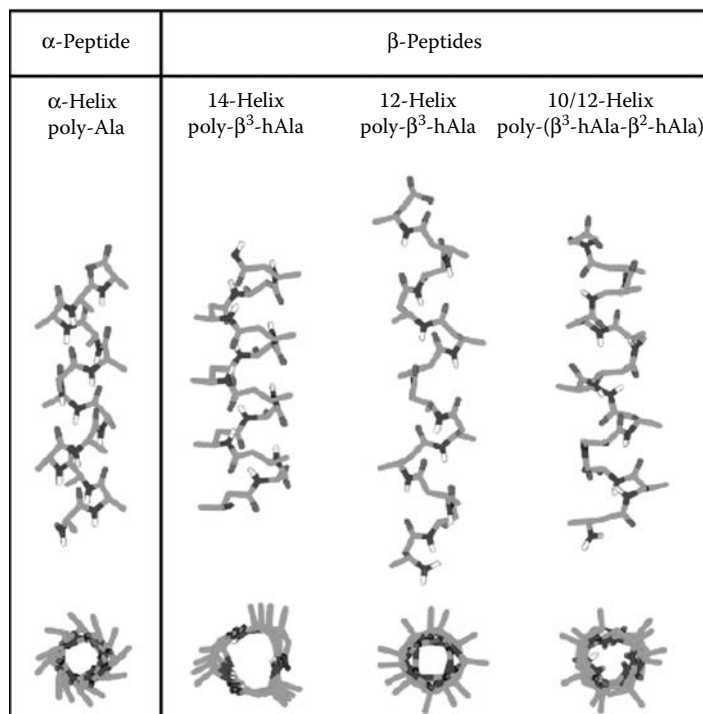 α-Peptide
β-Peptides
α-Helix
poly-Ala
14-Helix
poly-β³-hAla
12-Helix
poly-β³-hAla
10/12-Helix
poly-(β³-hAla-β²-hAla)